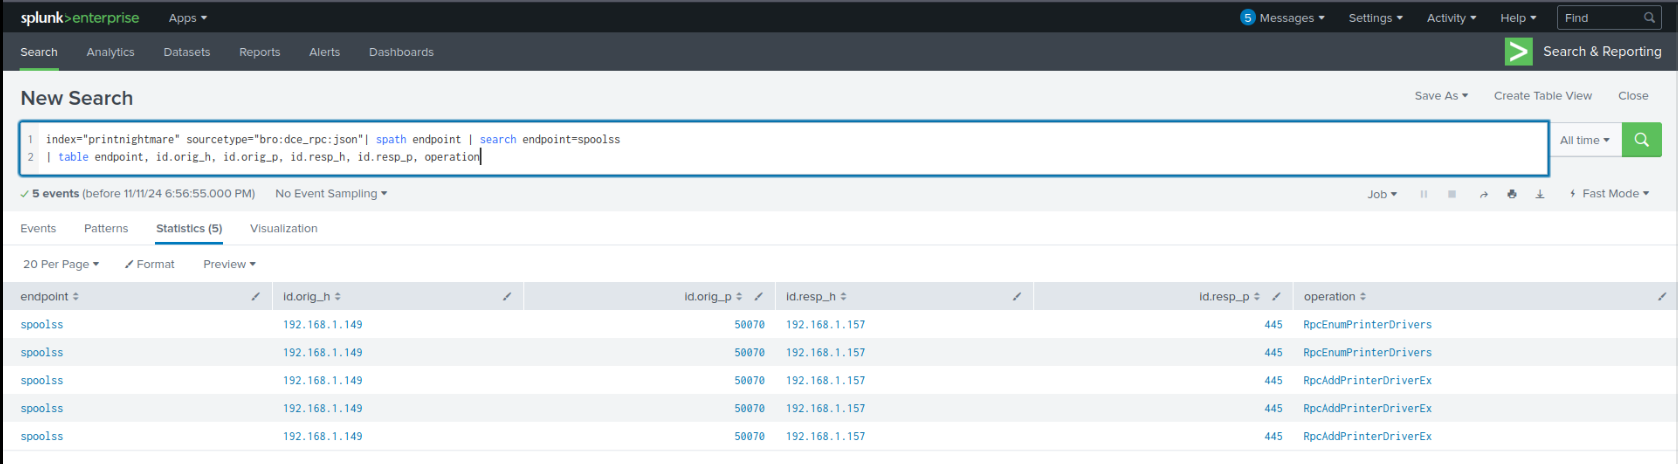 splunk>enterprise Apps 5 Messages Settings Activity Help Find
Search Analytics Datasets Reports Alerts Dashboards Search & Reporting
New Search Save As Create Table View Close
1 index="printnightmare" sourcetype="bro:dce_rpc:json"| spath endpoint | search endpoint=spoolss
2 | table endpoint, id.orig_h, id.orig_p, id.resp_h, id.resp_p, operation
All time
5 events (before 11/11/24 6:56:55.000 PM) No Event Sampling Job Fast Mode
Events Patterns Statistics (5) Visualization
20 Per Page Format Preview
endpoint id.orig_h id.orig_p id.resp_h id.resp_p operation
spoolss 192.168.1.149 50070 192.168.1.157 445 RpcEnumPrinterDrivers
spoolss 192.168.1.149 50070 192.168.1.157 445 RpcEnumPrinterDrivers
spoolss 192.168.1.149 50070 192.168.1.157 445 RpcAddPrinterDriverEx
spoolss 192.168.1.149 50070 192.168.1.157 445 RpcAddPrinterDriverEx
spoolss 192.168.1.149 50070 192.168.1.157 445 RpcAddPrinterDriverEx